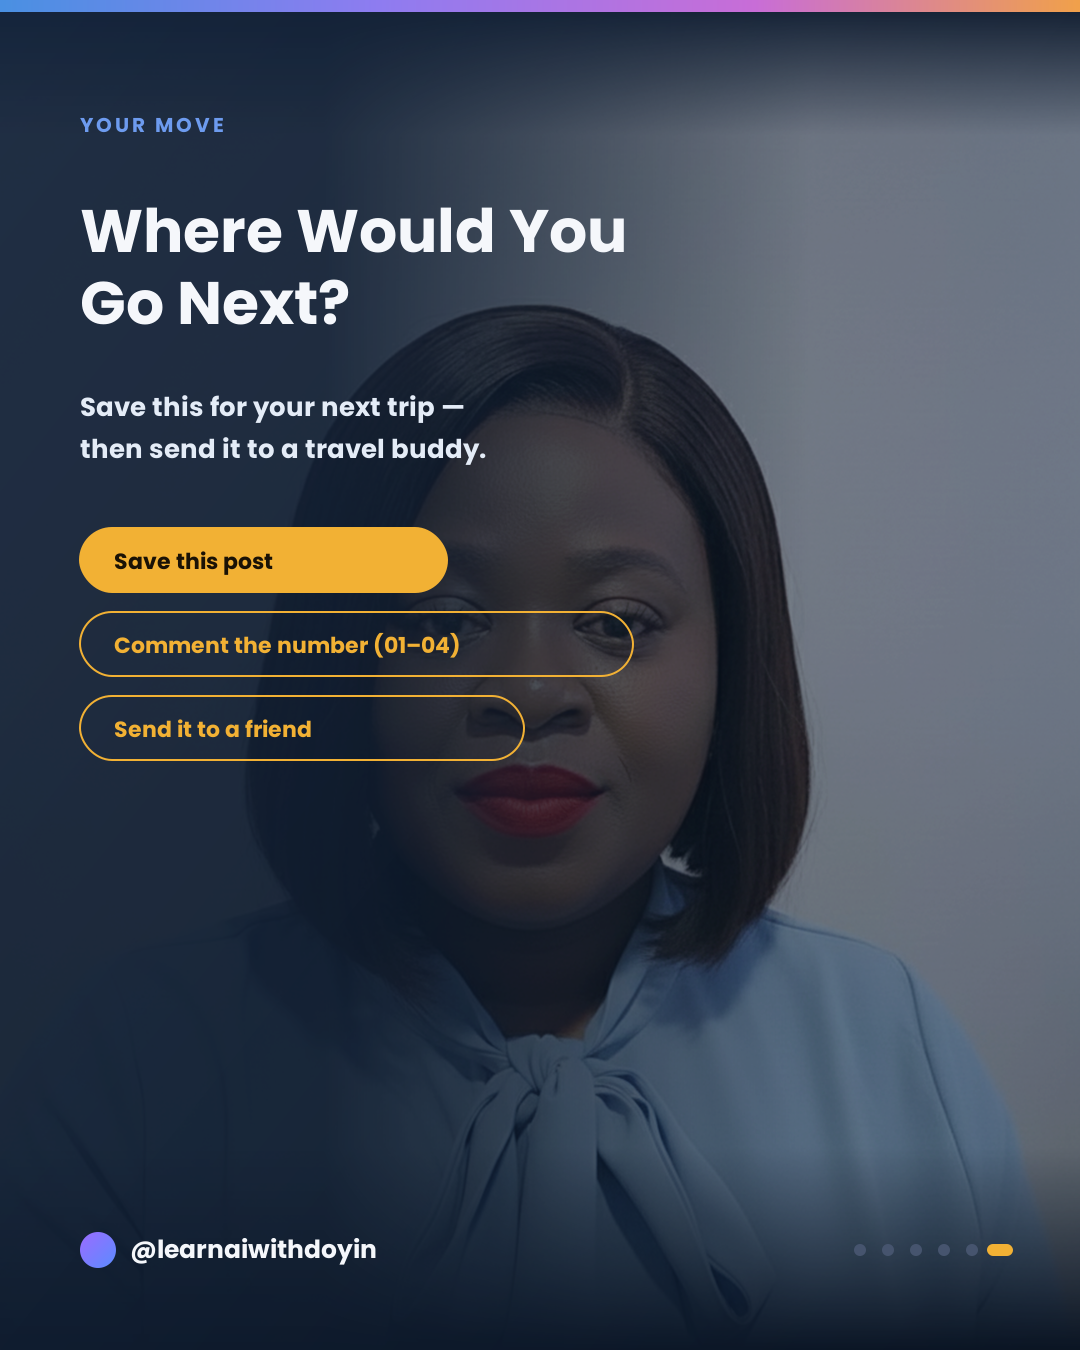 YOUR MOVE
Where Would You
Go Next?
Save this for your next trip —
then send it to a travel buddy.
Save this post
Comment the number (01–04)
Send it to a friend
@learnaiwithdoyin